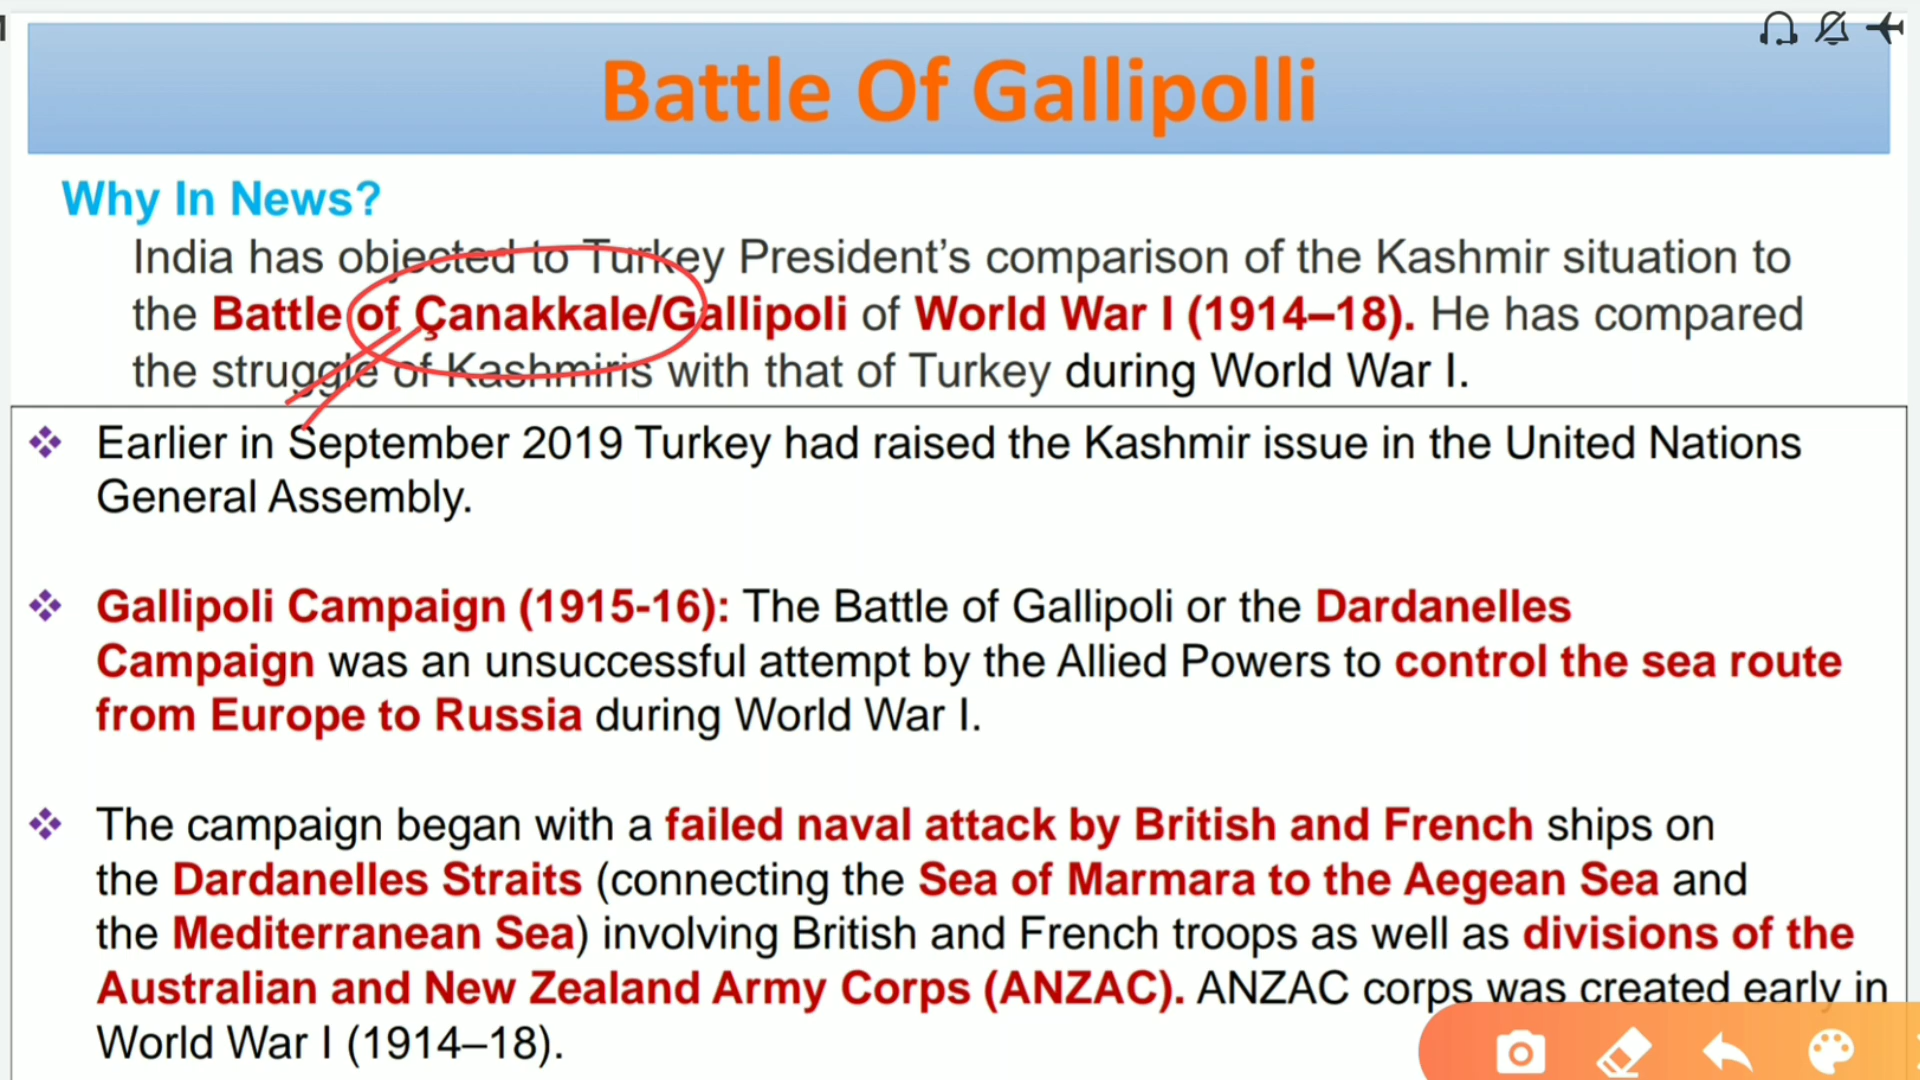 Battle Of Gallipolli
Why In News?
India has objected to Turkey President’s comparison of the Kashmir situation to
the Battle of Çanakkale/Gallipoli of World War I (1914–18). He has compared
the struggle of Kashmiris with that of Turkey during World War I.
Earlier in September 2019 Turkey had raised the Kashmir issue in the United Nations
General Assembly.
Gallipoli Campaign (1915-16): The Battle of Gallipoli or the Dardanelles
Campaign was an unsuccessful attempt by the Allied Powers to control the sea route
from Europe to Russia during World War I.
The campaign began with a failed naval attack by British and French ships on
the Dardanelles Straits (connecting the Sea of Marmara to the Aegean Sea and
the Mediterranean Sea) involving British and French troops as well as divisions of the
Australian and New Zealand Army Corps (ANZAC). ANZAC corps was created early in
World War I (1914–18).